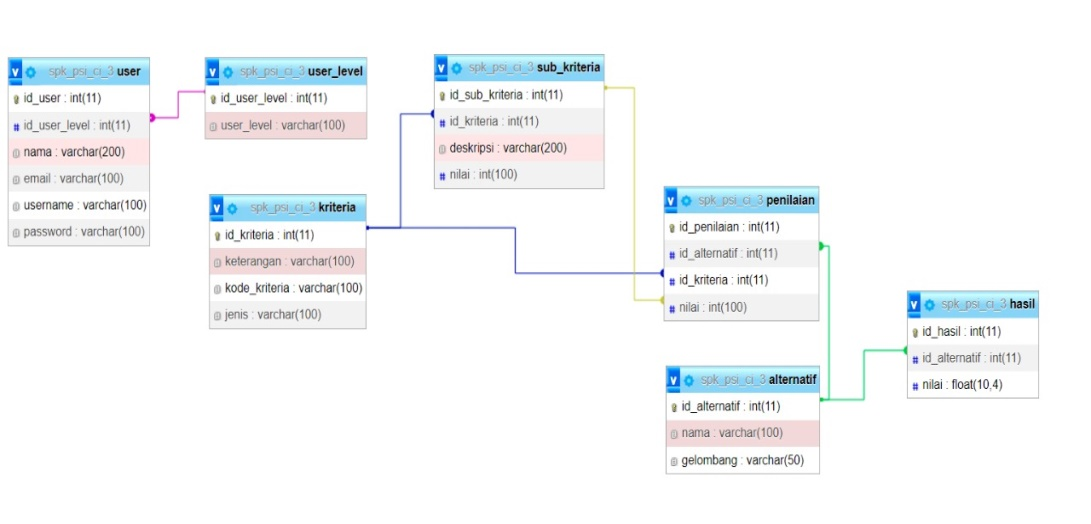 spk_psi_ci_3 user
id_user : int(11)
id_user_level : int(11)
nama : varchar(200)
email : varchar(100)
username : varchar(100)
password : varchar(100)
spk_psi_ci_3 user_level
id_user_level : int(11)
user_level : varchar(100)
spk_psi_ci_3 kriteria
id_kriteria : int(11)
keterangan : varchar(100)
kode_kriteria : varchar(100)
jenis : varchar(100)
spk_psi_ci_3 sub_kriteria
id_sub_kriteria : int(11)
id_kriteria : int(11)
deskripsi : varchar(200)
nilai : int(100)
spk_psi_ci_3 penilaian
id_penilaian : int(11)
id_alternatif : int(11)
id_kriteria : int(11)
nilai : int(100)
spk_psi_ci_3 alternatif
id_alternatif : int(11)
nama : varchar(100)
gelombang : varchar(50)
spk_psi_ci_3 hasil
id_hasil : int(11)
id_alternatif : int(11)
nilai : float(10,4)